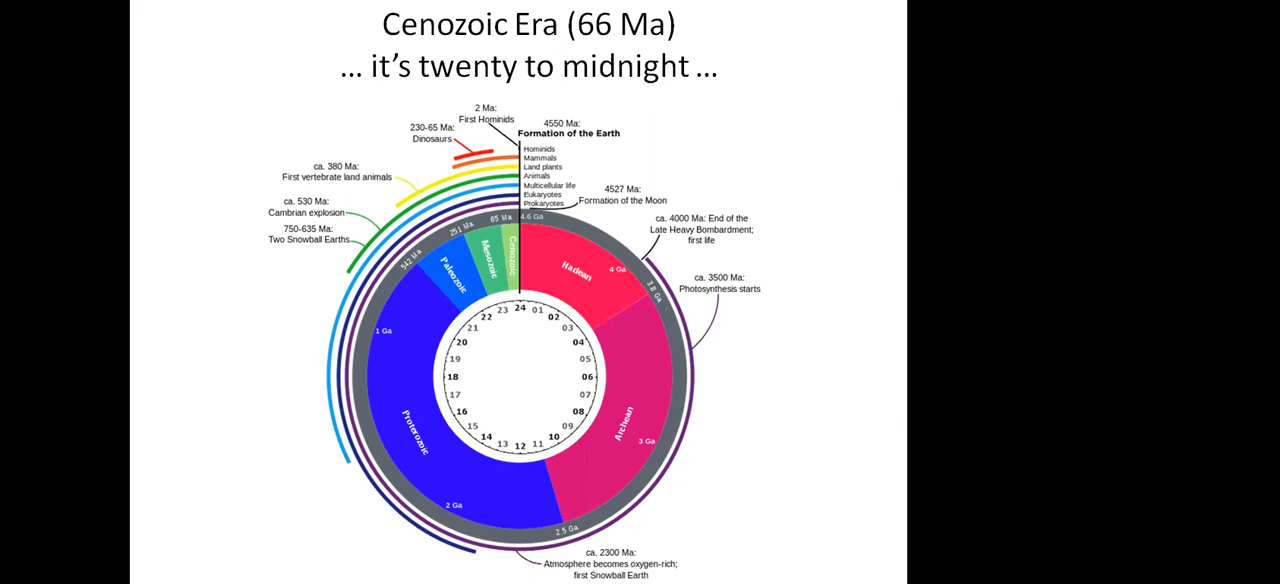 Cenozoic Era (66 Ma)
… it's twenty to midnight …
2 Ma:
First Hominids
230-65 Ma:
Dinosaurs
4550 Ma:
Formation of the Earth
Hominids
Mammals
Land plants
Animals
Multicellular life
Eukaryotes
Prokaryotes
ca. 380 Ma:
First vertebrate land animals
ca. 530 Ma:
Cambrian explosion
750-635 Ma:
Two Snowball Earths
4527 Ma:
Formation of the Moon
ca. 4000 Ma: End of the
Late Heavy Bombardment;
first life
ca. 3500 Ma:
Photosynthesis starts
4.6 Ga
65 Ma
251 Ma
542 Ma
Cenozoic
Mesozoic
Paleozoic
Hadean
4 Ga
3.8 Ga
1 Ga
Proterozoic
2 Ga
Archean
3 Ga
2.5 Ga
24
01
02
03
04
05
06
07
08
09
10
11
12
13
14
15
16
17
18
19
20
21
22
23
ca. 2300 Ma:
Atmosphere becomes oxygen-rich;
first Snowball Earth